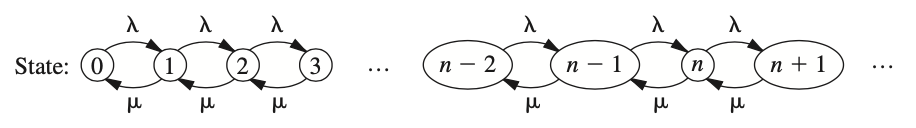 λ λ λ λ λ λ
State: 0 1 2 3 ... n − 2 n − 1 n n + 1 ...
μ μ μ μ μ μ